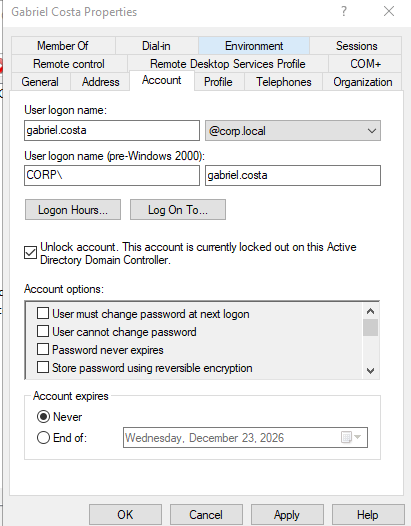 Gabriel Costa Properties
? ×
Member Of Dial-in Environment Sessions
Remote control Remote Desktop Services Profile COM+
General Address Account Profile Telephones Organization
User logon name:
gabriel.costa @corp.local
User logon name (pre-Windows 2000):
CORP\ gabriel.costa
Logon Hours... Log On To...
Unlock account. This account is currently locked out on this Active
Directory Domain Controller.
Account options:
User must change password at next logon
User cannot change password
Password never expires
Store password using reversible encryption
Account expires
Never
End of: Wednesday, December 23, 2026
OK Cancel Apply Help